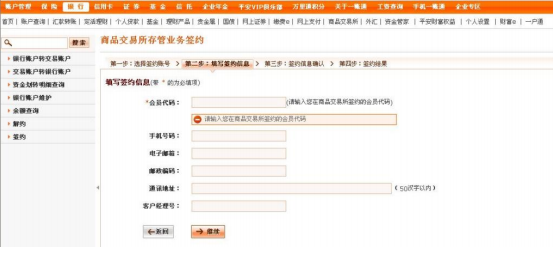 账户管理 保险 银行 信用卡 证券 基金 信托 企业年金 平安VIP俱乐部 万里通积分 关于一账通 工资查询 手机一账通 企业专区
首页 | 账户查询 | 汇款转账 | 定活理财 | 个人贷款 | 基金 | 理财产品 | 贵金属 | 国债 | 网上证券 | 缴费e | 网上支付 | 商品交易所 | 外汇 | 资金管家 | 平安财富权益 | 个人设置 | 财富e | 一户通
搜索
商品交易所存管业务签约
银行账户转交易账户
交易账户转银行账户
资金划转明细查询
银行账户维护
余额查询
解约
签约
第一步：选择签约账号 > 第二步：填写签约信息 > 第三步：签约信息确认 > 第四步：签约结果
填写签约信息(带 * 的为必填项)
*会员代码： (请输入您在商品交易所签约的会员代码)
请输入您在商品交易所签约的会员代码
手机号码：
电子邮箱：
邮政编码：
通讯地址： ( 50汉字以内 )
客户经理号：
返回 继续